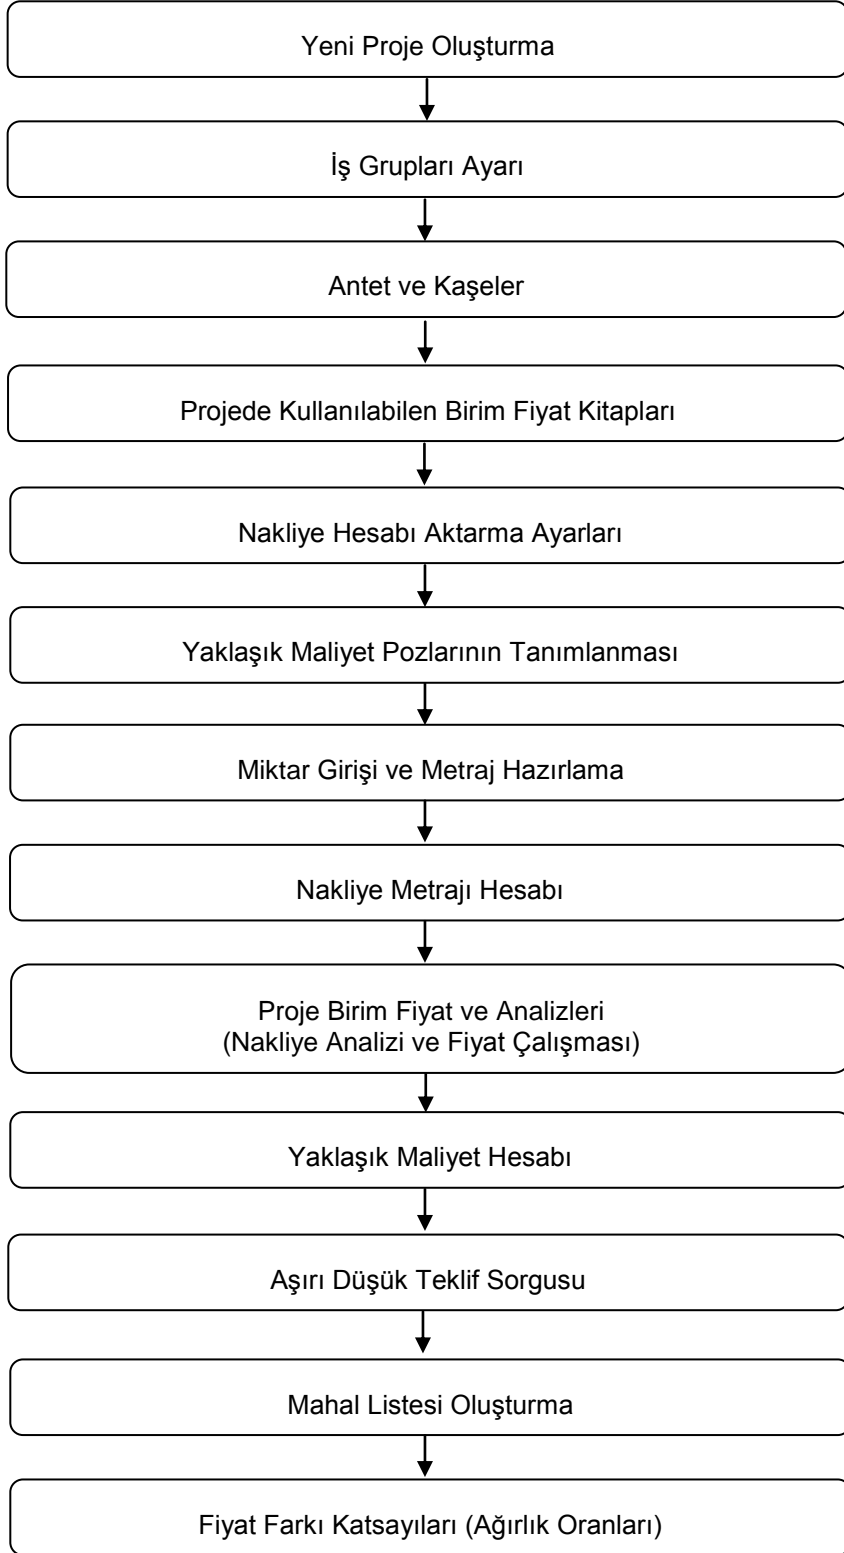 Yeni Proje Oluşturma
İş Grupları Ayarı
Antet ve Kaşeler
Projede Kullanılabilen Birim Fiyat Kitapları
Nakliye Hesabı Aktarma Ayarları
Yaklaşık Maliyet Pozlarının Tanımlanması
Miktar Girişi ve Metraj Hazırlama
Nakliye Metrajı Hesabı
Proje Birim Fiyat ve Analizleri
(Nakliye Analizi ve Fiyat Çalışması)
Yaklaşık Maliyet Hesabı
Aşırı Düşük Teklif Sorgusu
Mahal Listesi Oluşturma
Fiyat Farkı Katsayıları (Ağırlık Oranları)